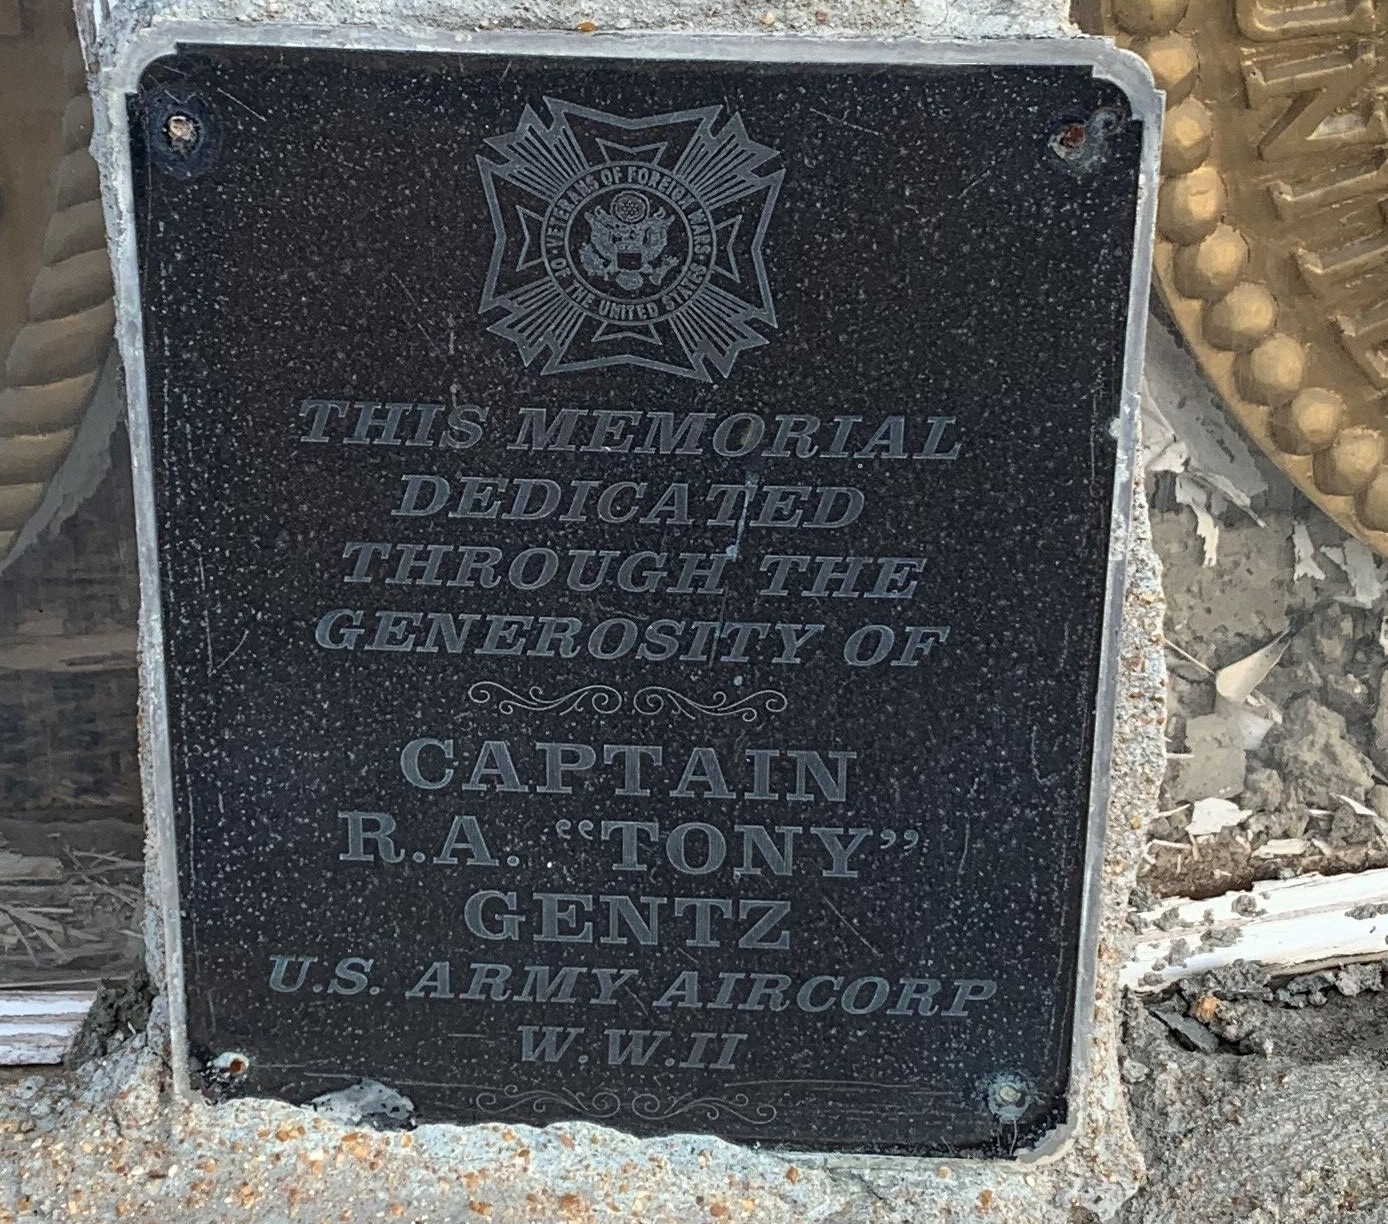 VETERANS OF FOREIGN WARS
OF THE UNITED STATES
THIS MEMORIAL
DEDICATED
THROUGH THE
GENEROSITY OF
CAPTAIN
R.A. “TONY”
GENTZ
U.S. ARMY AIRCORP
W.W.II